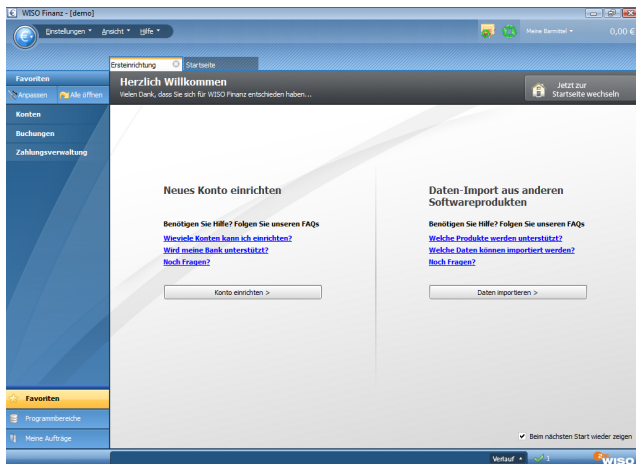 WISO Finanz - [demo]
Einstellungen Ansicht Hilfe
Meine Barmittel 0,00 €
Ersteinrichtung Startseite
Favoriten
Anpassen Alle öffnen
Konten
Buchungen
Zahlungsverwaltung
Herzlich Willkommen
Vielen Dank, dass Sie sich für WISO Finanz entschieden haben...
Jetzt zur
Startseite wechseln
Neues Konto einrichten
Benötigen Sie Hilfe? Folgen Sie unseren FAQs
Wieviele Konten kann ich einrichten?
Wird meine Bank unterstützt?
Noch Fragen?
Konto einrichten >
Daten-Import aus anderen
Softwareprodukten
Benötigen Sie Hilfe? Folgen Sie unseren FAQs
Welche Produkte werden unterstützt?
Welche Daten können importiert werden?
Noch Fragen?
Daten importieren >
Favoriten
Programmbereiche
Meine Aufträge
Beim nächsten Start wieder zeigen
Verlauf 1
WISO